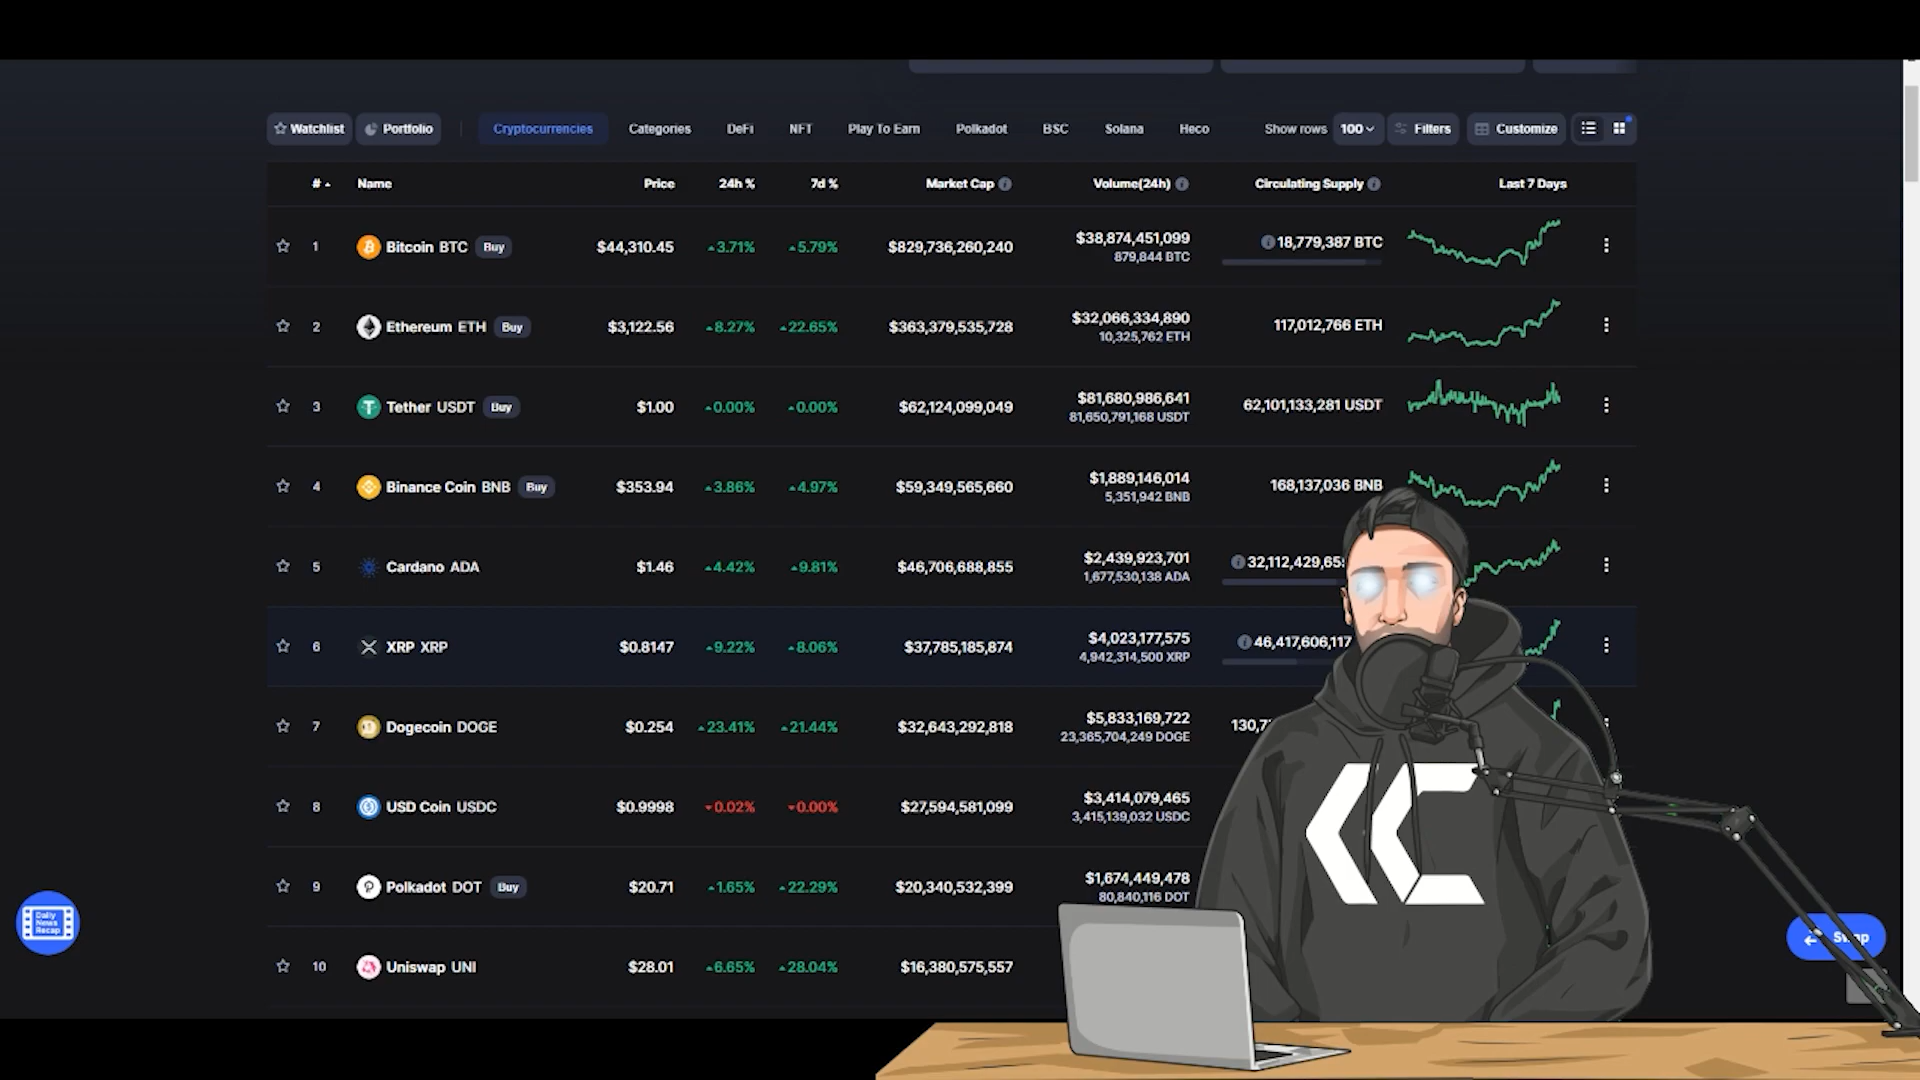 Watchlist Portfolio Cryptocurrencies Categories DeFi NFT Play To Earn Polkadot BSC Solana Heco Show rows 100 Filters Customize
# Name Price 24h % 7d % Market Cap Volume(24h) Circulating Supply Last 7 Days
1 Bitcoin BTC Buy $44,310.45 3.71% 5.79% $829,736,260,240 $38,874,451,099 18,779,387 BTC
879,844 BTC
2 Ethereum ETH Buy $3,122.56 8.27% 22.65% $363,379,535,728 $32,066,334,890 117,012,766 ETH
10,325,762 ETH
3 Tether USDT Buy $1.00 0.00% 0.00% $62,124,099,049 $81,680,986,641 62,101,133,281 USDT
81,650,791,168 USDT
4 Binance Coin BNB Buy $353.94 3.86% 4.97% $59,349,565,660 $1,889,146,014 168,137,036 BNB
5,351,942 BNB
5 Cardano ADA $1.46 4.42% 9.81% $46,706,688,855 $2,439,923,701
1,677,530,138 ADA
6 XRP XRP $0.8147 9.22% 8.06% $37,785,185,874 $4,023,177,575 46,417,606,117
4,942,314,500 XRP
7 Dogecoin DOGE $0.254 23.41% 21.44% $32,643,292,818 $5,833,169,722
23,365,704,249 DOGE
8 USD Coin USDC $0.9998 0.02% 0.00% $27,594,581,099 $3,414,079,465
3,415,139,032 USDC
9 Polkadot DOT Buy $20.71 1.65% 22.29% $20,340,532,399 $1,674,449,478
80,840,116 DOT
10 Uniswap UNI $28.01 6.65% 28.04% $16,380,575,557
Daily
News
Recap